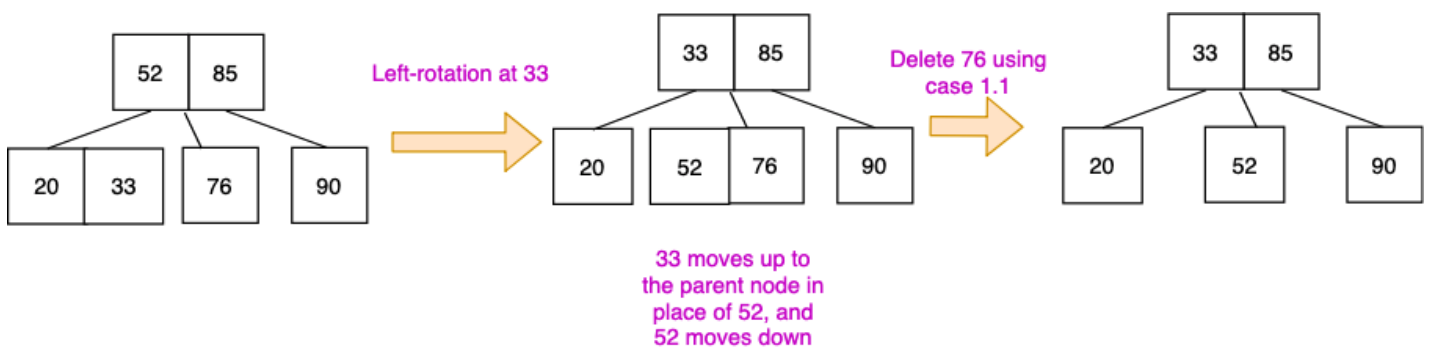 52 85
20 33 76 90
Left-rotation at 33
33 85
20 52 76 90
33 moves up to
the parent node in
place of 52, and
52 moves down
Delete 76 using
case 1.1
33 85
20 52 90